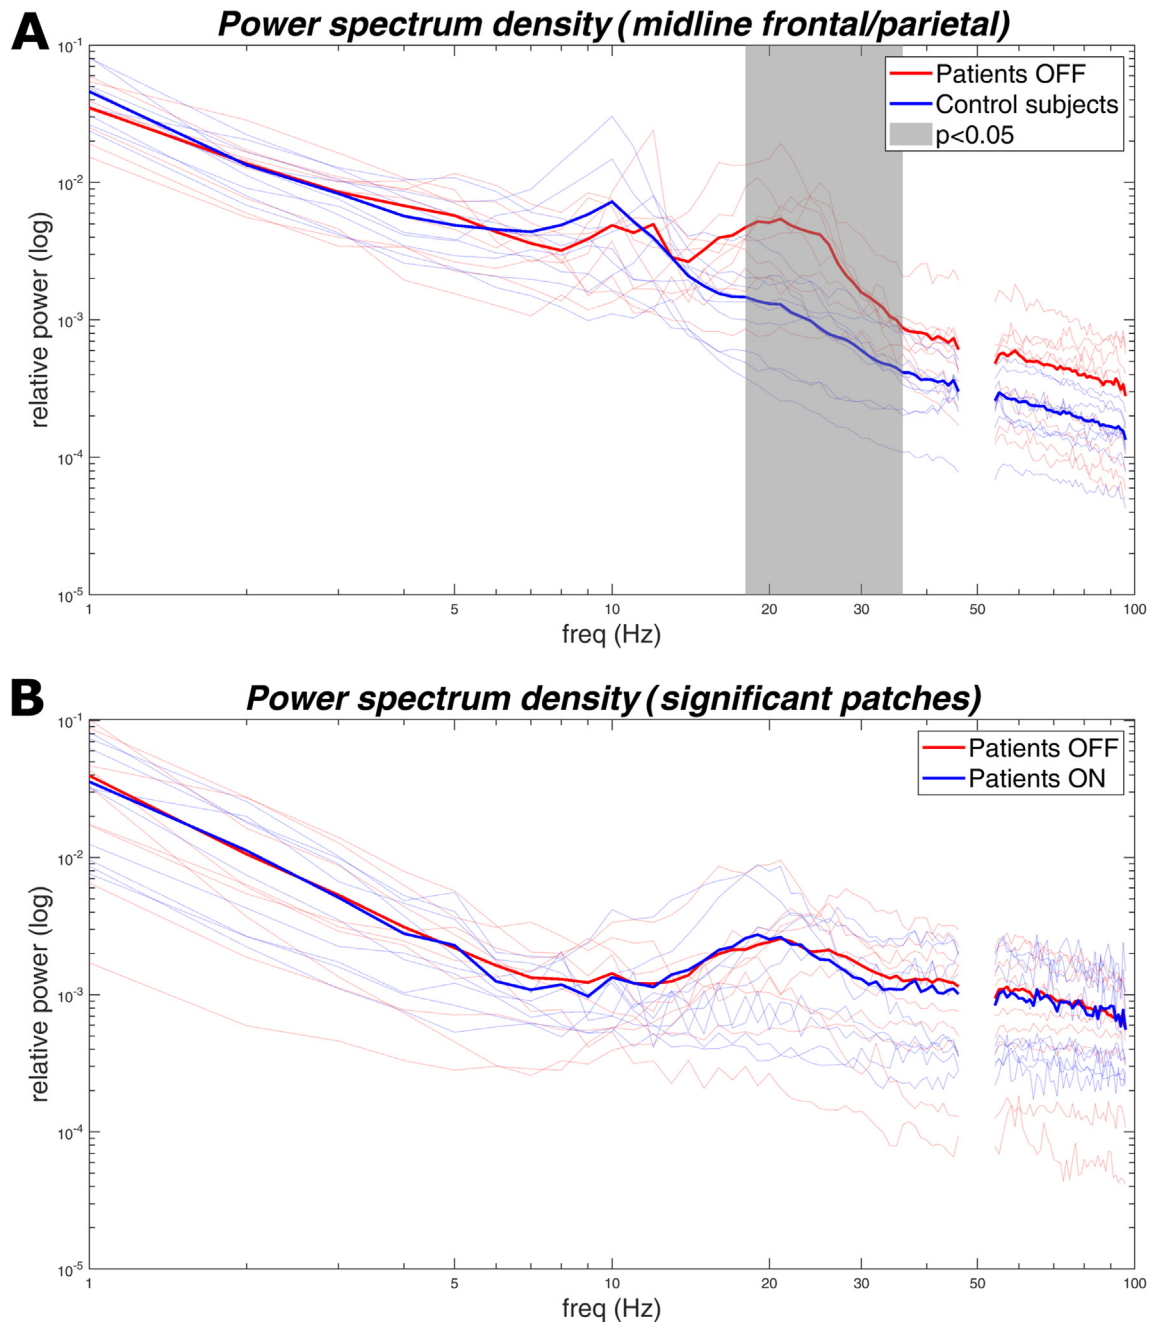 A
Power spectrum density (midline frontal/parietal)
10-1
10-2
10-3
10-4
10-5
relative power (log)
Patients OFF
Control subjects
p<0.05
1 5 10 20 30 50 100
freq (Hz)
B
Power spectrum density (significant patches)
10-1
10-2
10-3
10-4
10-5
relative power (log)
Patients OFF
Patients ON
1 5 10 20 30 50 100
freq (Hz)